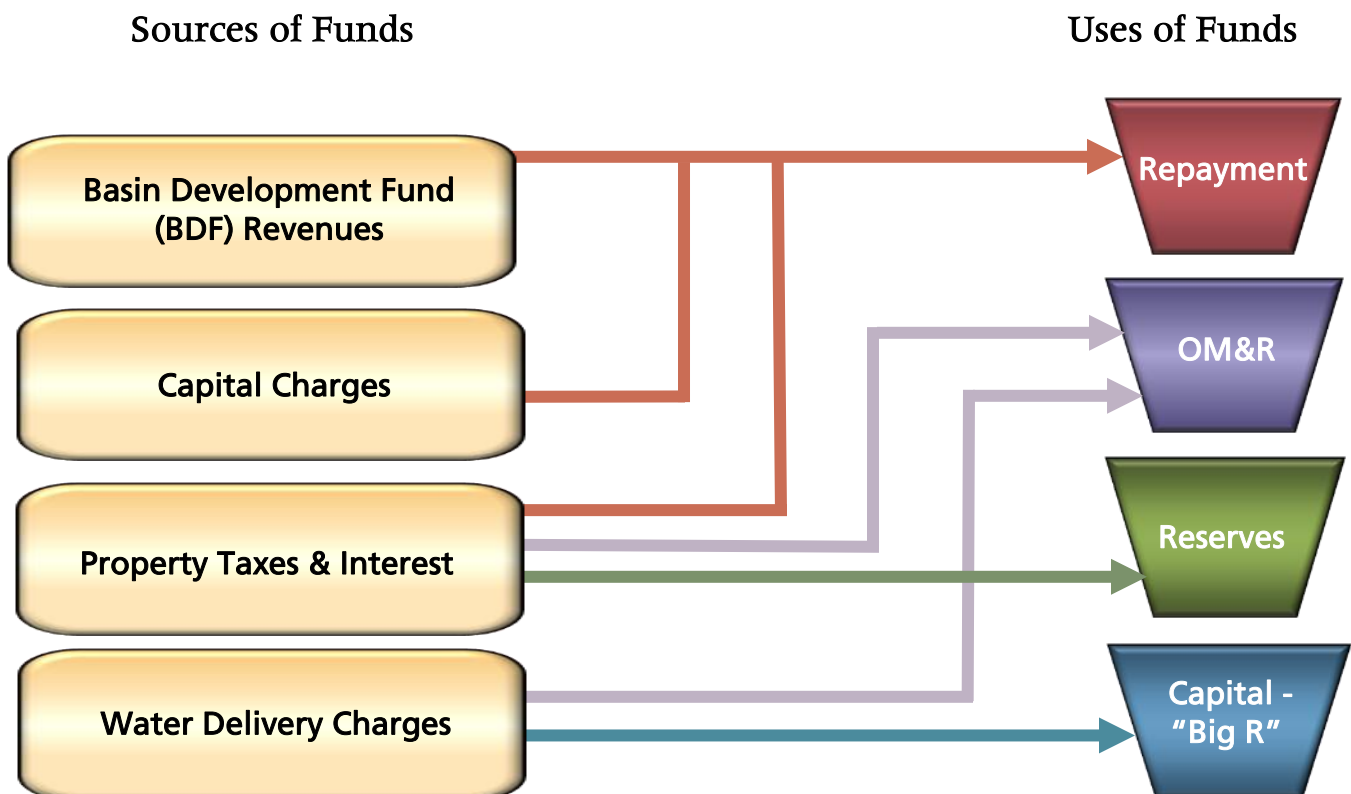 Sources of Funds
Uses of Funds
Basin Development Fund
(BDF) Revenues
Repayment
Capital Charges
OM&R
Property Taxes & Interest
Reserves
Water Delivery Charges
Capital -
“Big R”